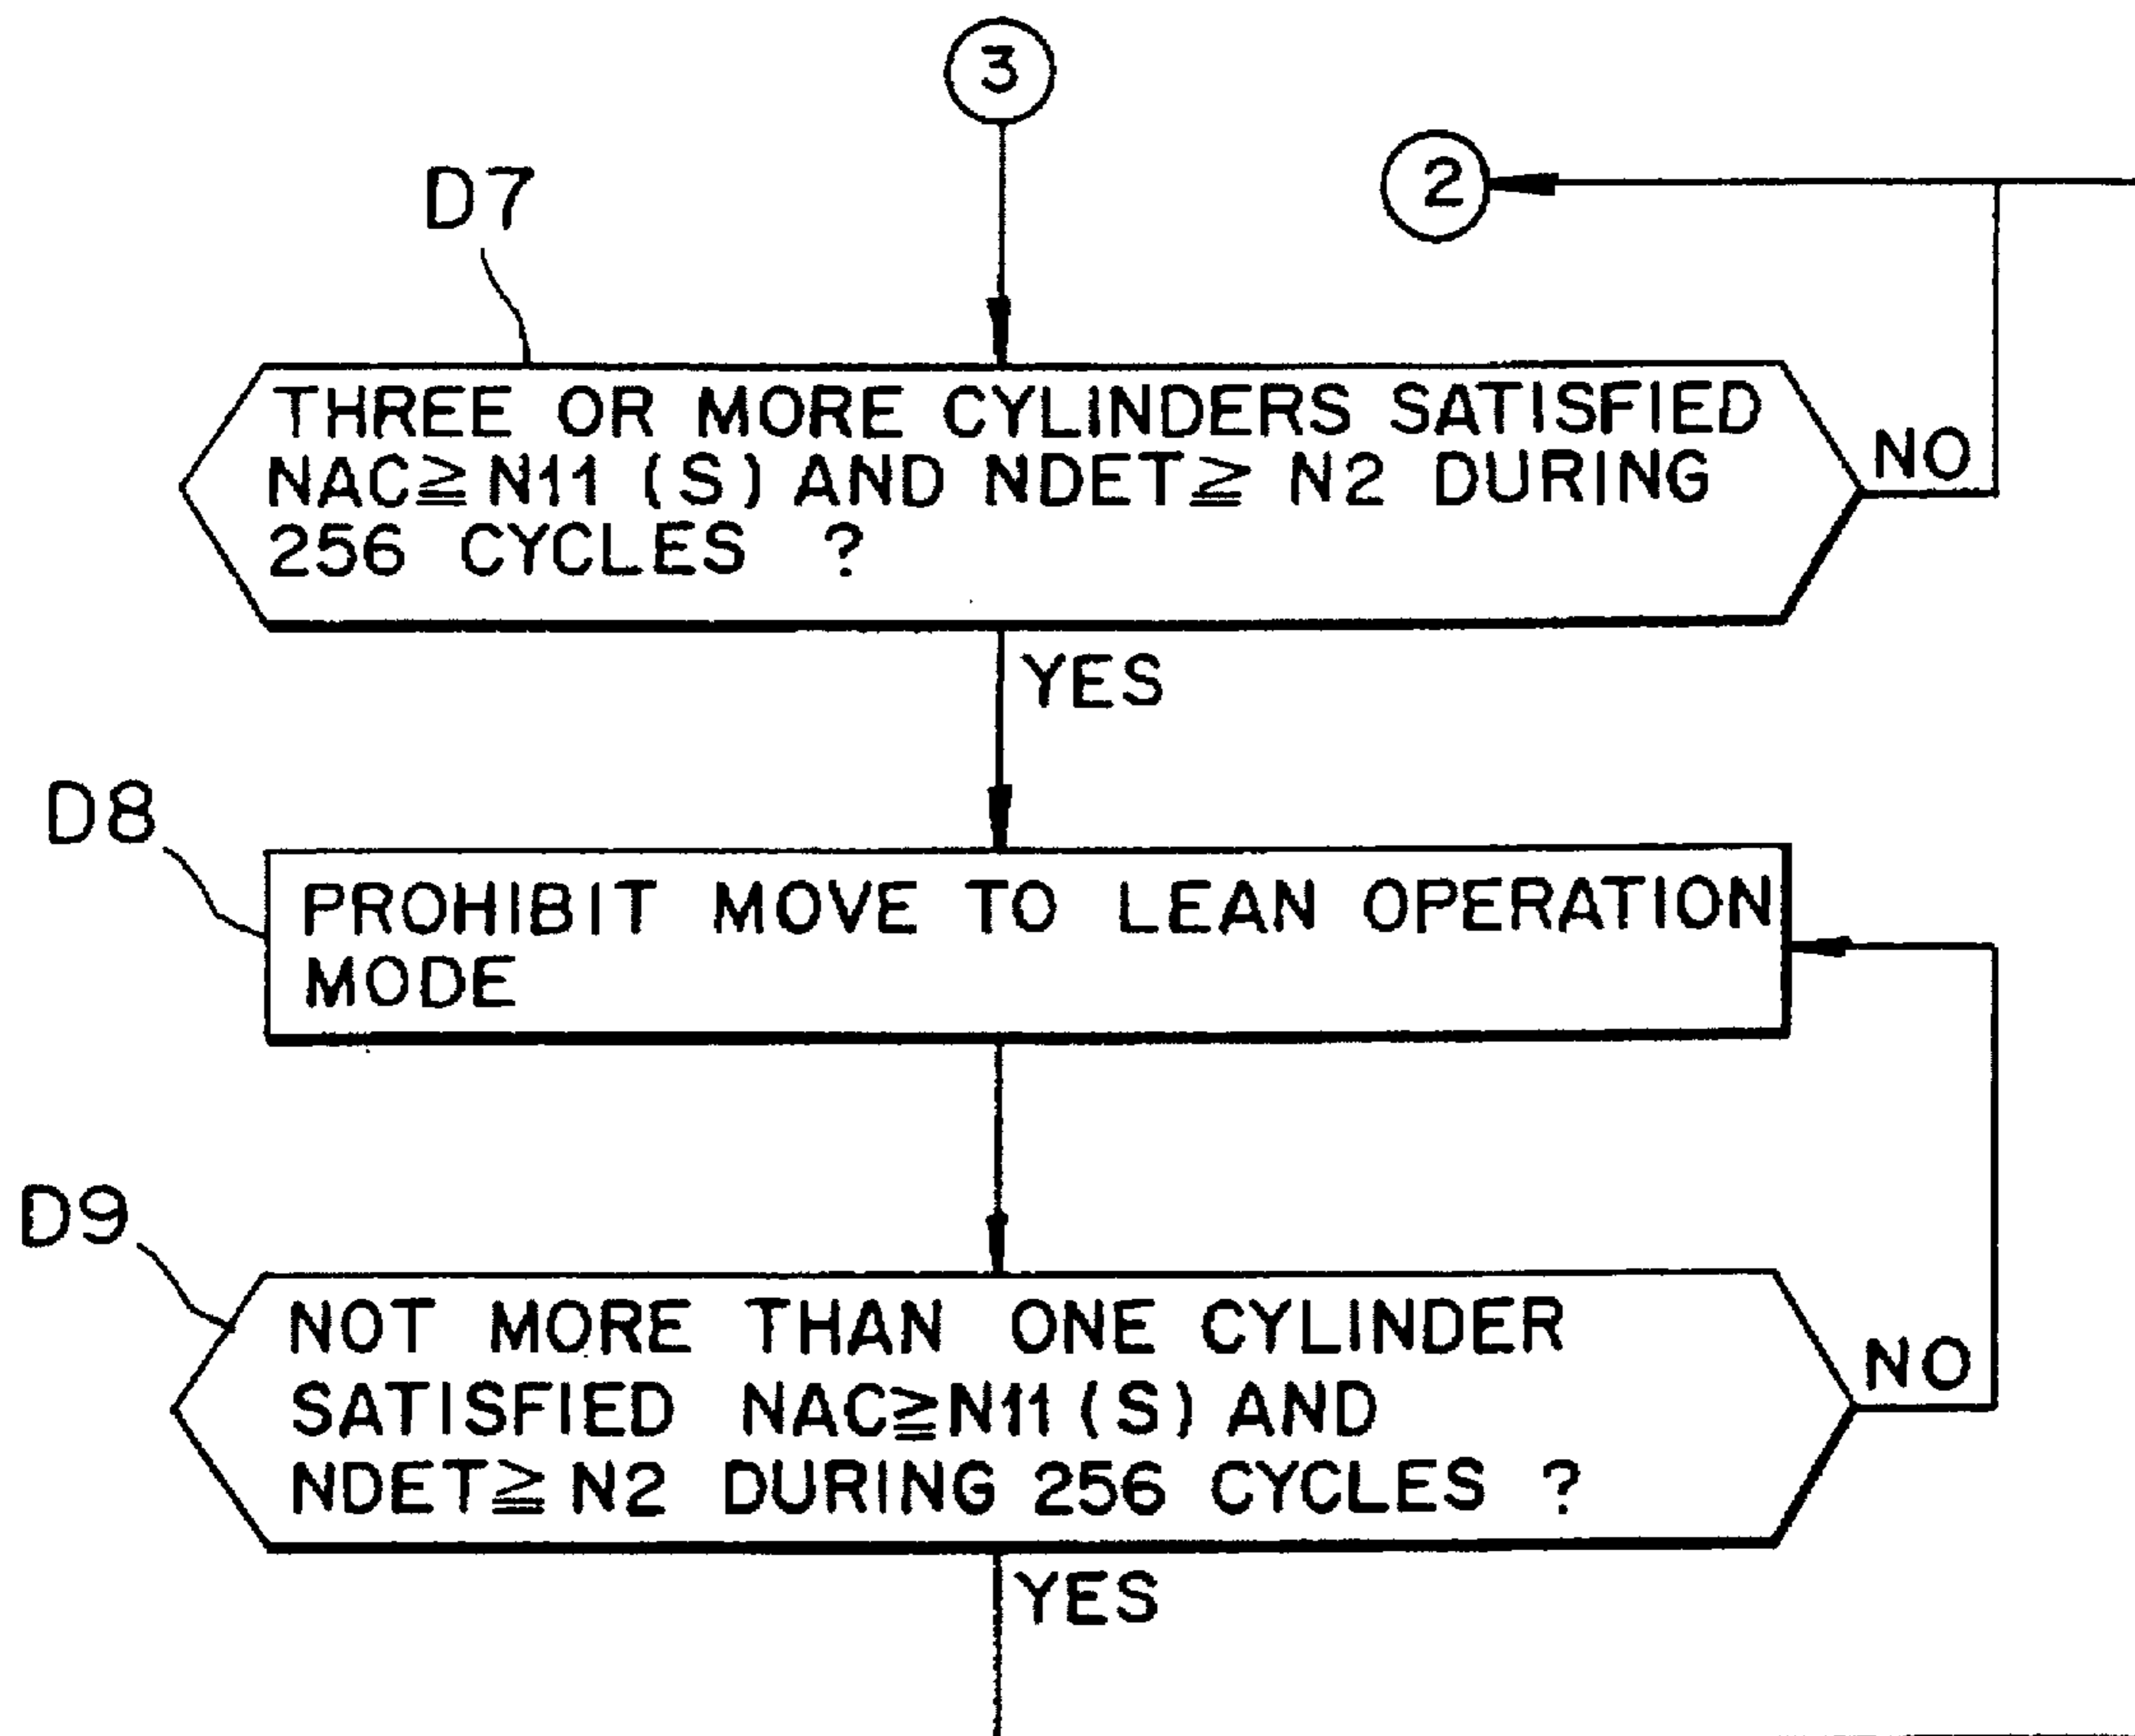 3
2
D7
THREE OR MORE CYLINDERS SATISFIED
NAC≧N11 (S) AND NDET≧ N2 DURING
256 CYCLES ?
NO
YES
D8
PROHIBIT MOVE TO LEAN OPERATION
MODE
D9
NOT MORE THAN ONE CYLINDER
SATISFIED NAC≧N11 (S) AND
NDET≧ N2 DURING 256 CYCLES ?
NO
YES